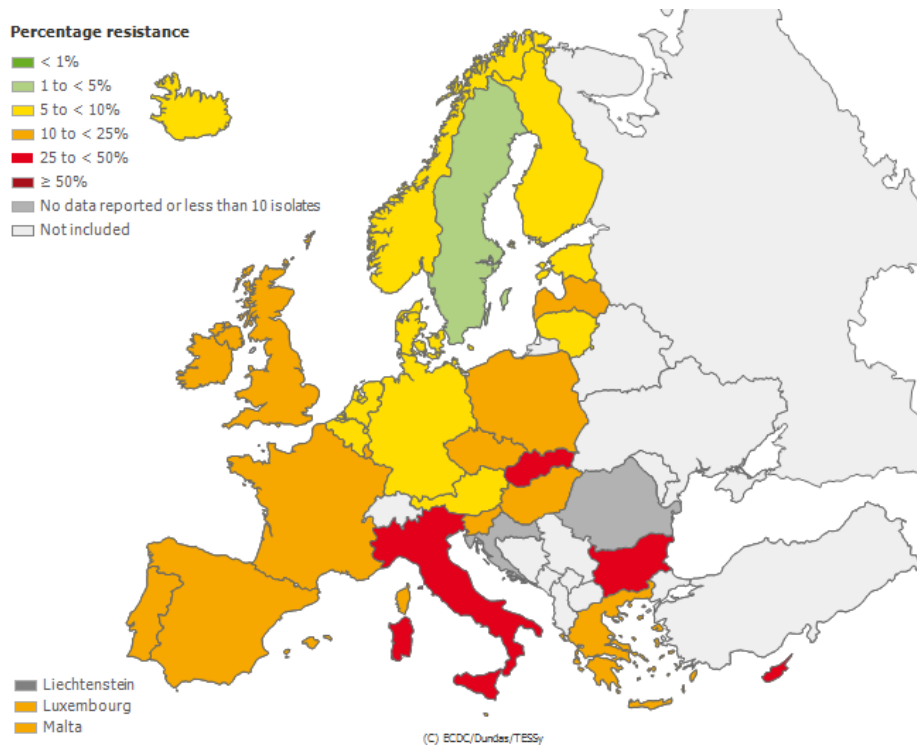 Percentage resistance
< 1%
1 to < 5%
5 to < 10%
10 to < 25%
25 to < 50%
≥ 50%
No data reported or less than 10 isolates
Not included
Liechtenstein
Luxembourg
Malta
(C) ECDC/Dundas/TESSy